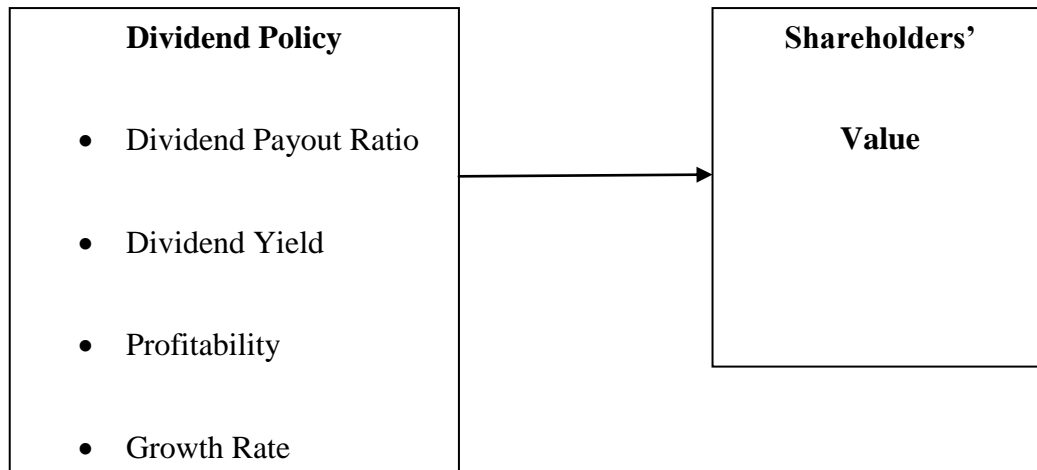 Dividend Policy
• Dividend Payout Ratio
• Dividend Yield
• Profitability
• Growth Rate
Shareholders’
Value